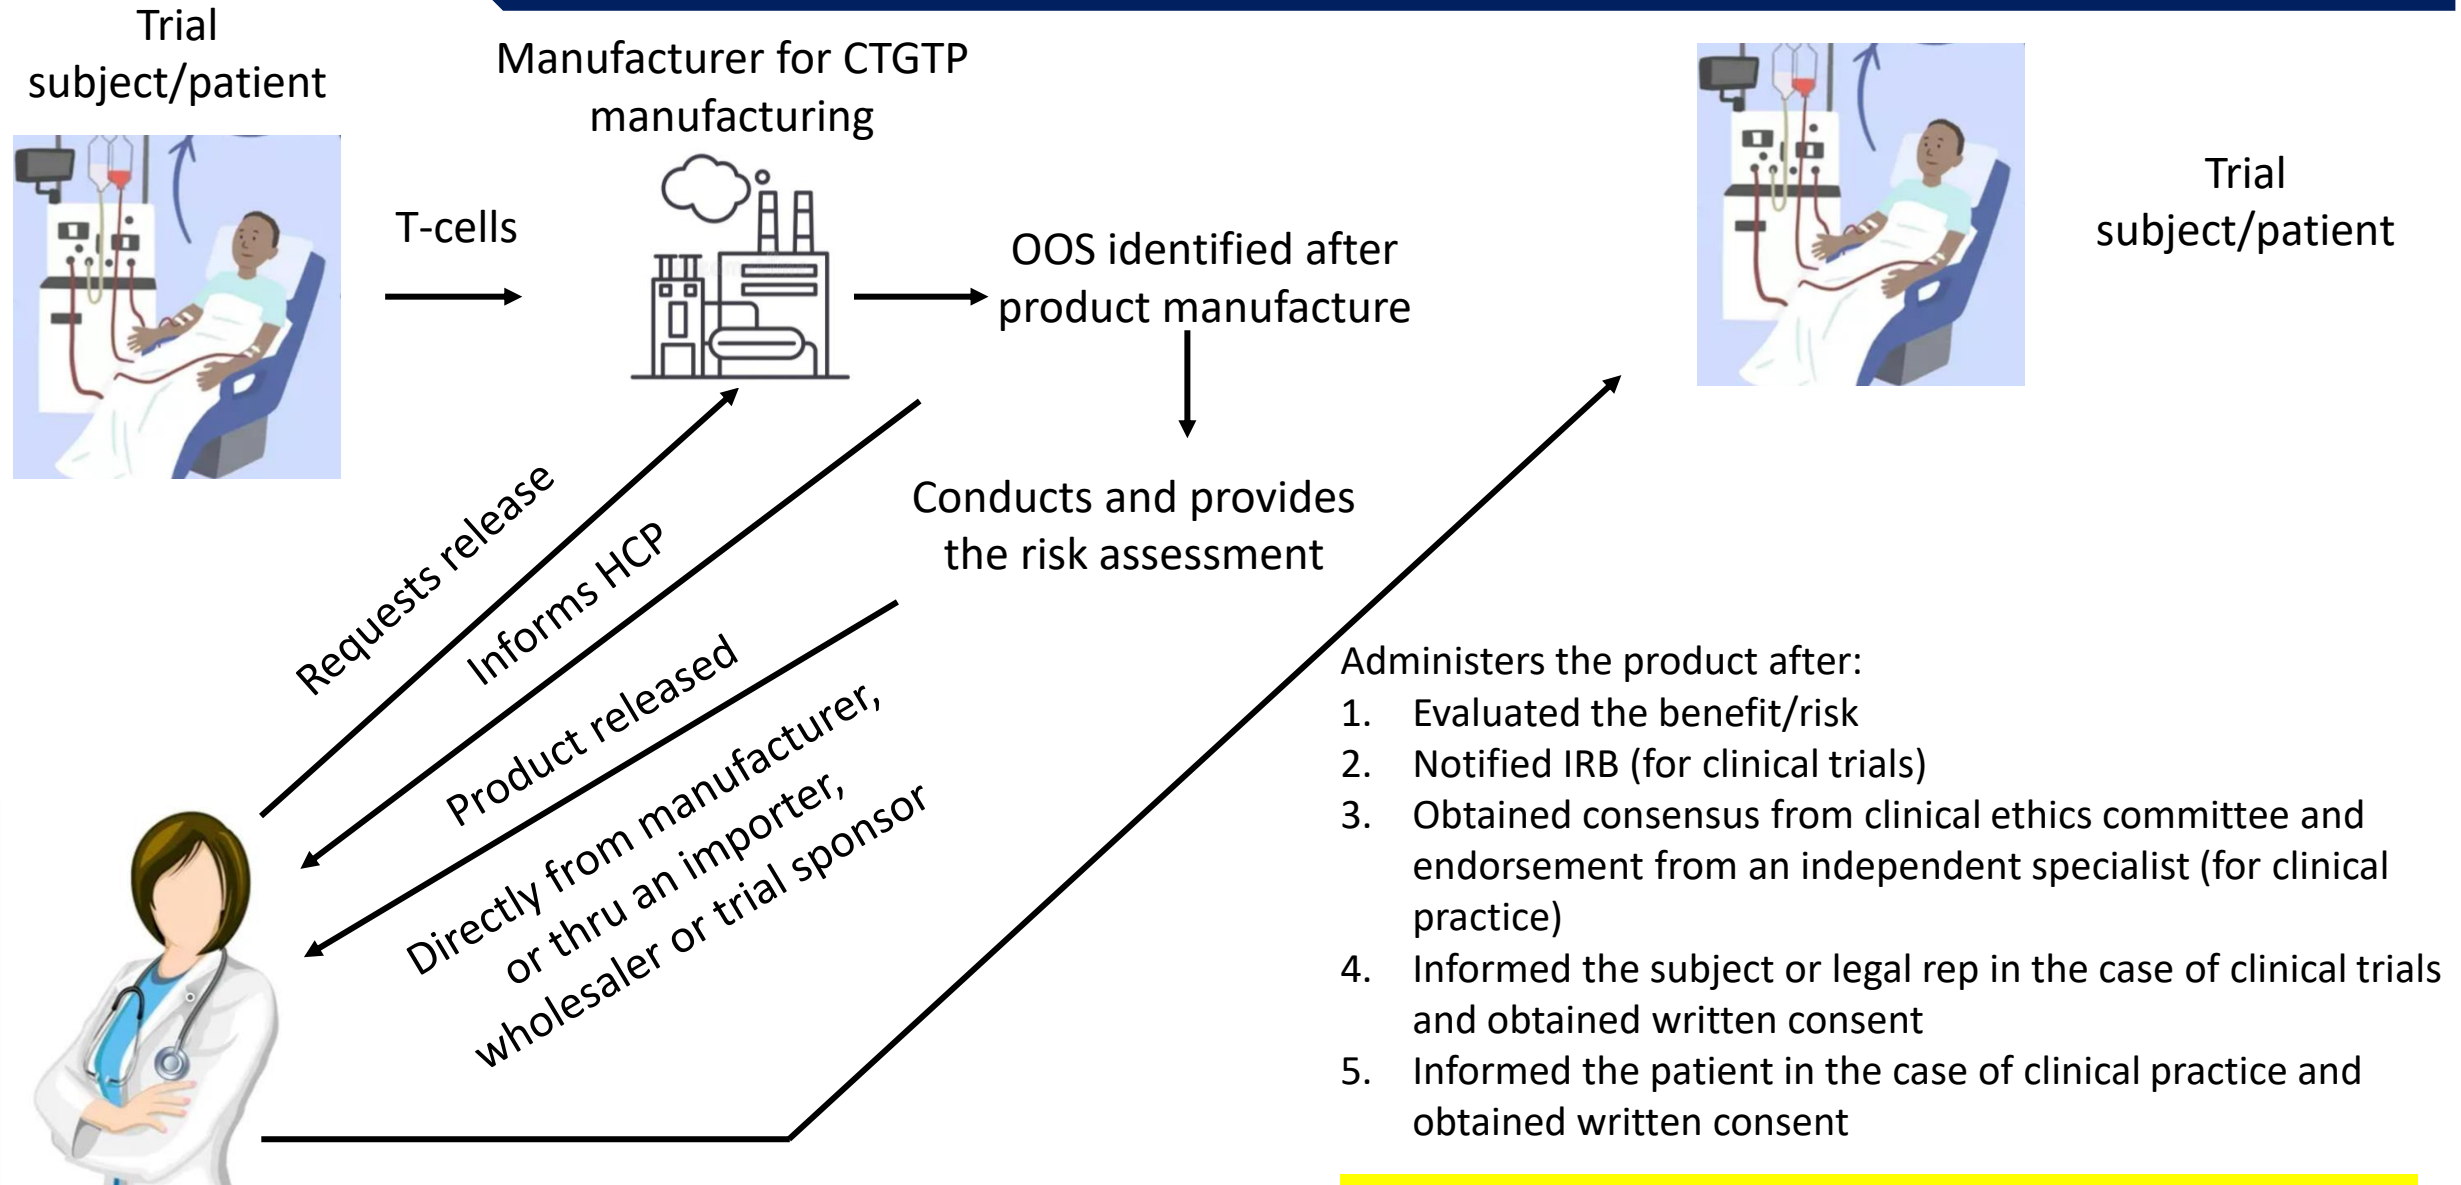 Trial
subject/patient
Manufacturer for CTGTP
manufacturing
T-cells
OOS identified after
product manufacture
Trial
subject/patient
Conducts and provides
the risk assessment
Requests release
Informs HCP
Product released
Directly from manufacturer,
or thru an importer,
wholesaler or trial sponsor
Administers the product after:
1. Evaluated the benefit/risk
2. Notified IRB (for clinical trials)
3. Obtained consensus from clinical ethics committee and
endorsement from an independent specialist (for clinical
practice)
4. Informed the subject or legal rep in the case of clinical trials
and obtained written consent
5. Informed the patient in the case of clinical practice and
obtained written consent